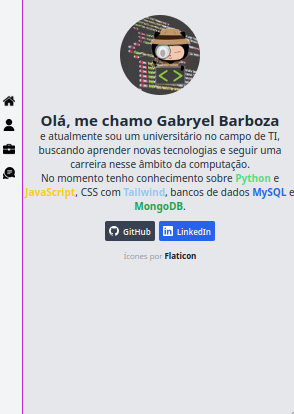 Olá, me chamo Gabryel Barboza
e atualmente sou um universitário no campo de TI,
buscando aprender novas tecnologias e seguir uma
carreira nesse âmbito da computação.
No momento tenho conhecimento sobre Python e
JavaScript, CSS com Tailwind, bancos de dados MySQL e
MongoDB.
GitHub LinkedIn
Ícones por Flaticon